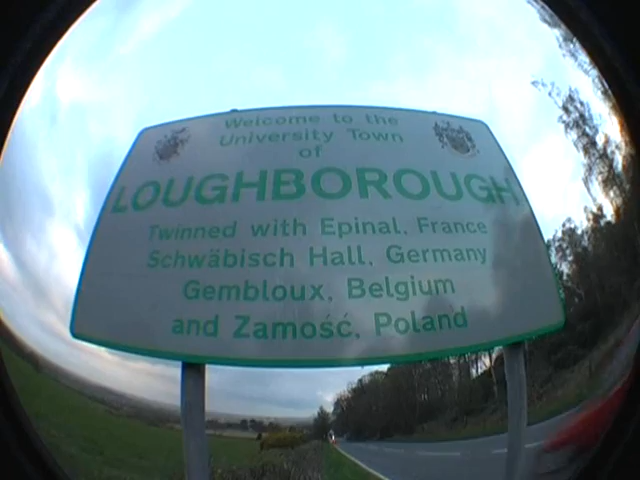 Welcome to the
University Town
of
LOUGHBOROUGH
Twinned with Epinal, France
Schwäbisch Hall, Germany
Gembloux, Belgium
and Zamość, Poland